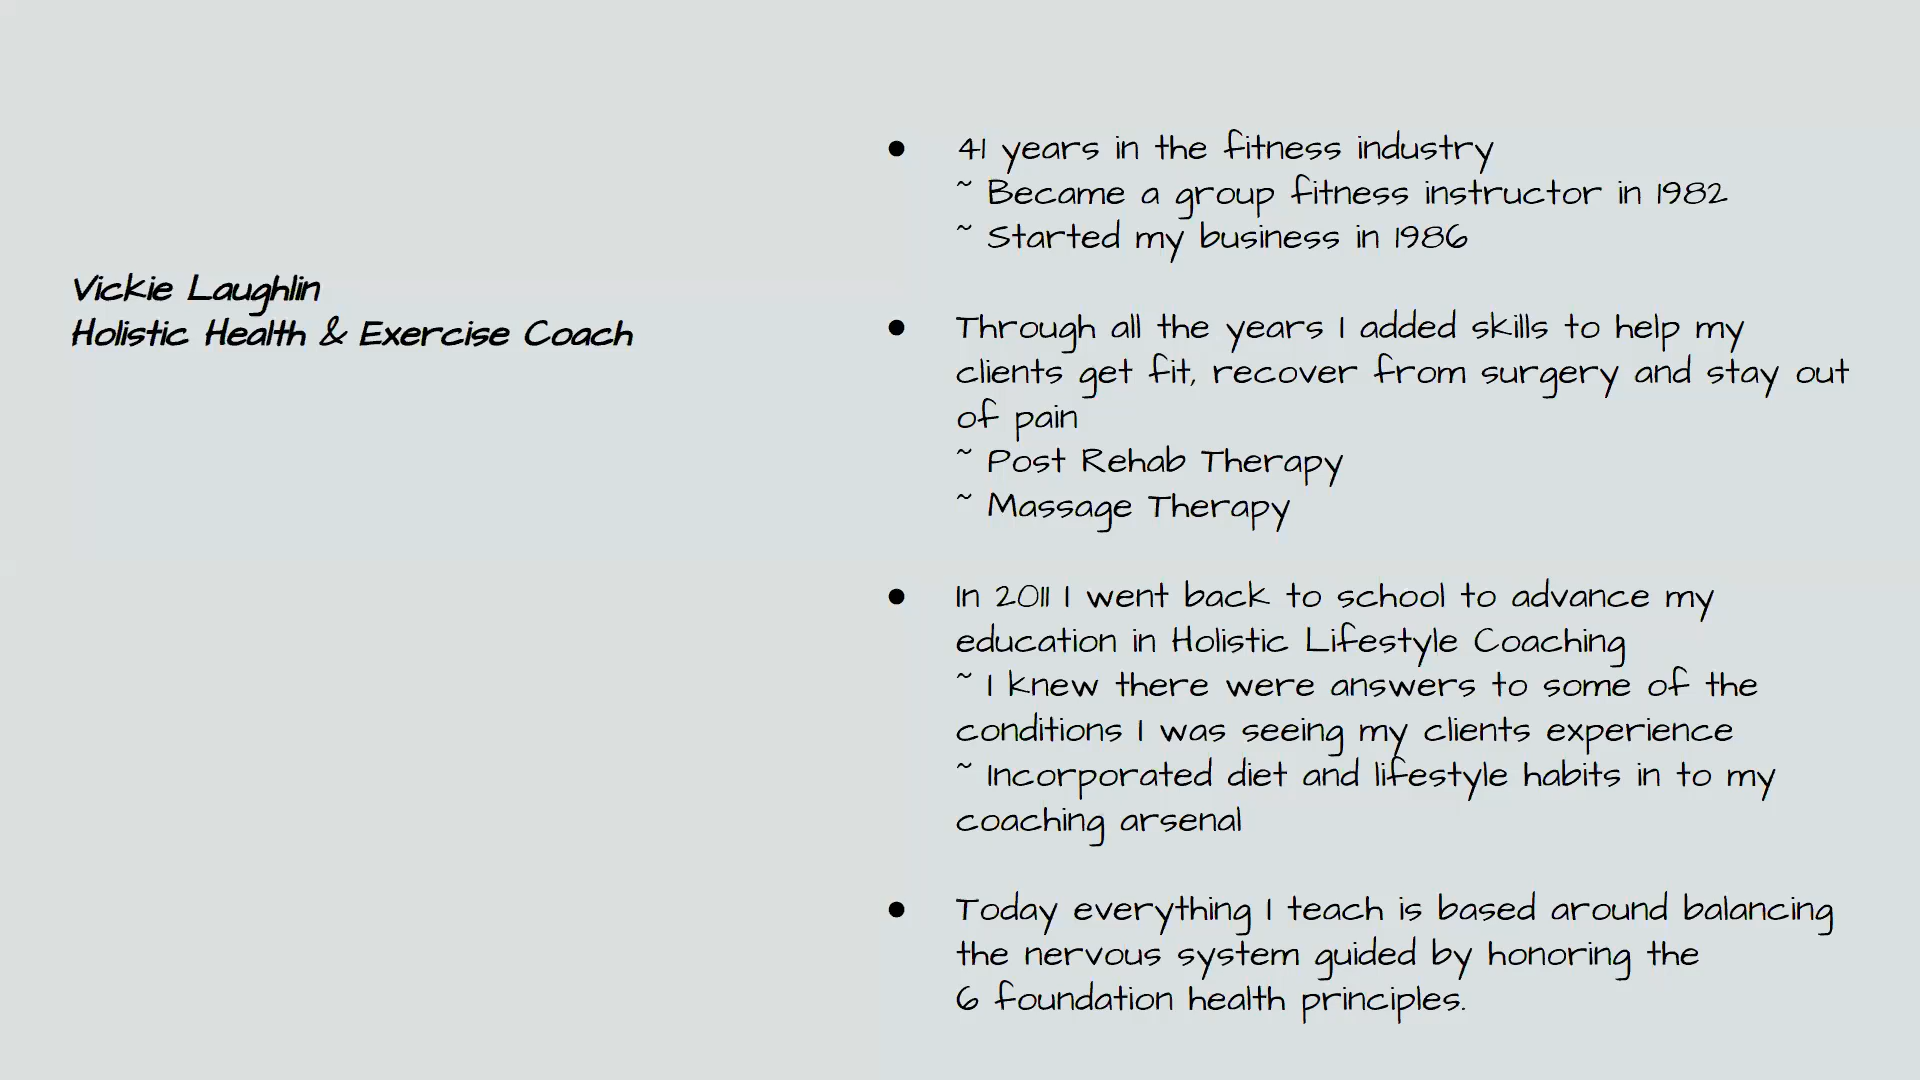 Vickie Laughlin
Holistic Health & Exercise Coach
● 41 years in the fitness industry
~ Became a group fitness instructor in 1982
~ Started my business in 1986
● Through all the years I added skills to help my
clients get fit, recover from surgery and stay out
of pain
~ Post Rehab Therapy
~ Massage Therapy
● In 2011 I went back to school to advance my
education in Holistic Lifestyle Coaching
~ I knew there were answers to some of the
conditions I was seeing my clients experience
~ Incorporated diet and lifestyle habits in to my
coaching arsenal
● Today everything I teach is based around balancing
the nervous system guided by honoring the
6 foundation health principles.